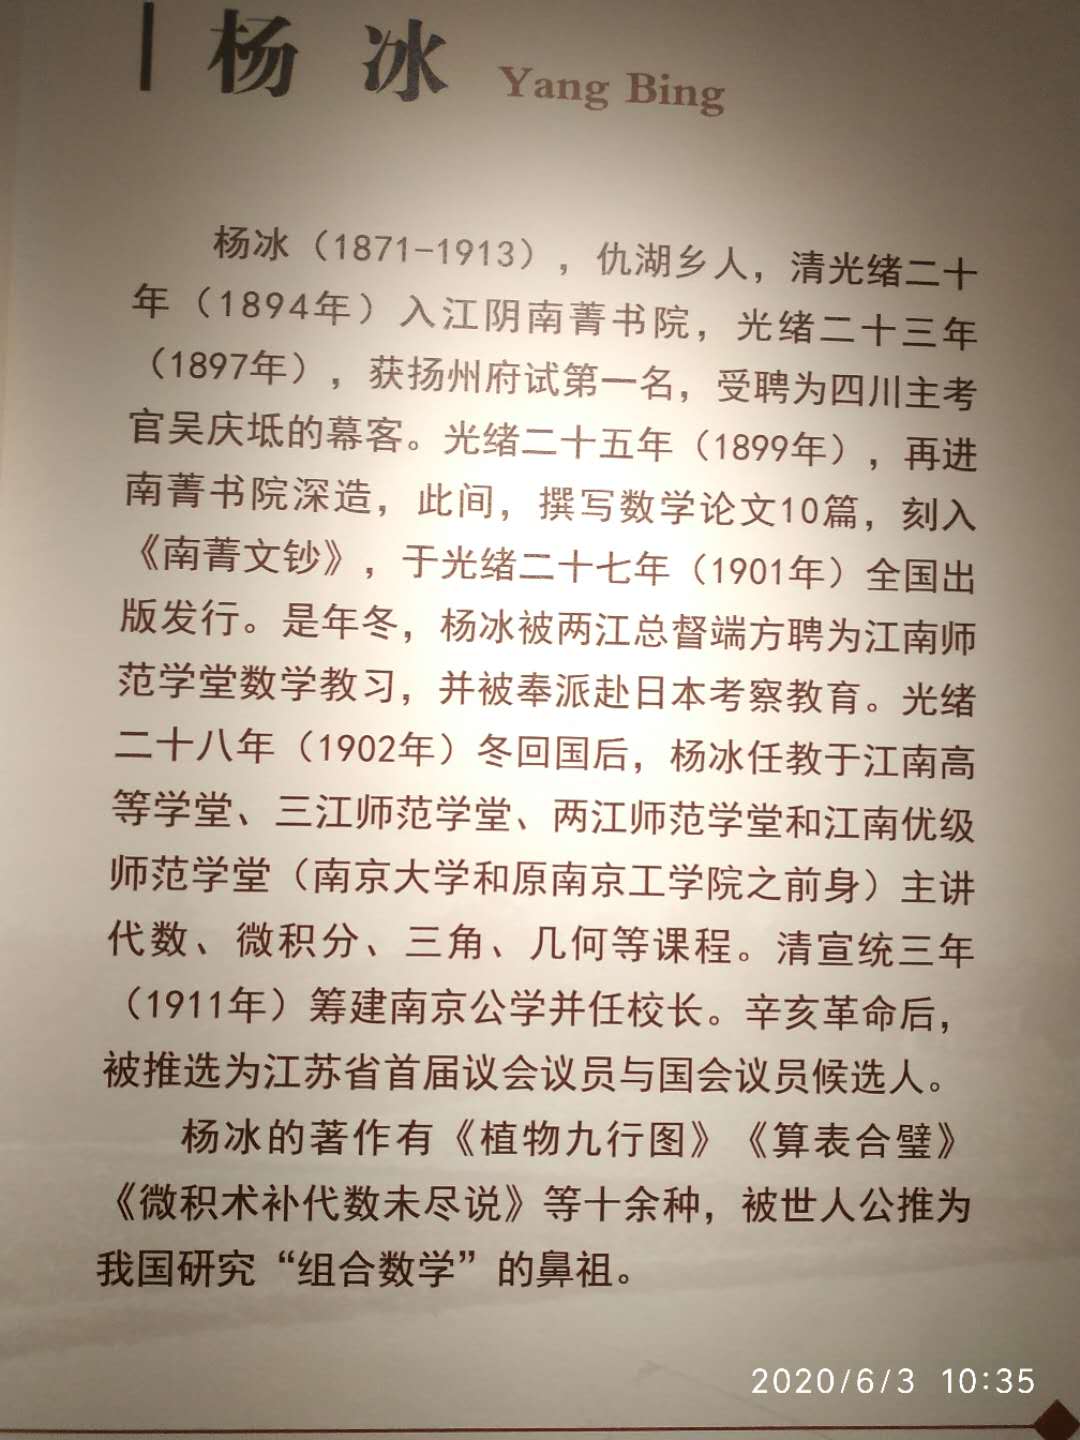 杨 冰 Yang Bing
杨冰（1871-1913），仇湖乡人，清光绪二十
年（1894年）入江阴南菁书院，光绪二十三年
（1897年），获扬州府试第一名，受聘为四川主考
官吴庆坻的幕客。光绪二十五年（1899年），再进
南菁书院深造，此间，撰写数学论文10篇，刻入
《南菁文钞》，于光绪二十七年（1901年）全国出
版发行。是年冬，杨冰被两江总督端方聘为江南师
范学堂数学教习，并被奉派赴日本考察教育。光绪
二十八年（1902年）冬回国后，杨冰任教于江南高
等学堂、三江师范学堂、两江师范学堂和江南优级
师范学堂（南京大学和原南京工学院之前身）主讲
代数、微积分、三角、几何等课程。清宣统三年
（1911年）筹建南京公学并任校长。辛亥革命后，
被推选为江苏省首届议会议员与国会议员候选人。
杨冰的著作有《植物九行图》《算表合璧》
《微积术补代数未尽说》等十余种，被世人公推为
我国研究“组合数学”的鼻祖。
2020/6/3 10:35